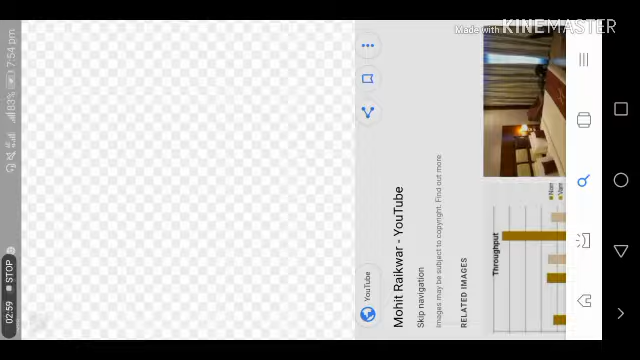 Made with KINEMASTER
83% 7:54 pm
YouTube
Mohit Raikwar - YouTube
Skip navigation
Images may be subject to copyright. Find out more
RELATED IMAGES
Throughput
02:59 STOP